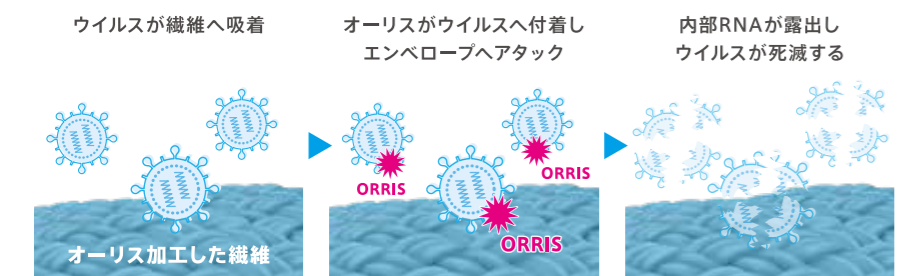 ウイルスが繊維へ吸着
オーリス加工した繊維
オーリスがウイルスへ付着し
エンベロープへアタック
ORRIS
ORRIS
ORRIS
内部RNAが露出し
ウイルスが死滅する